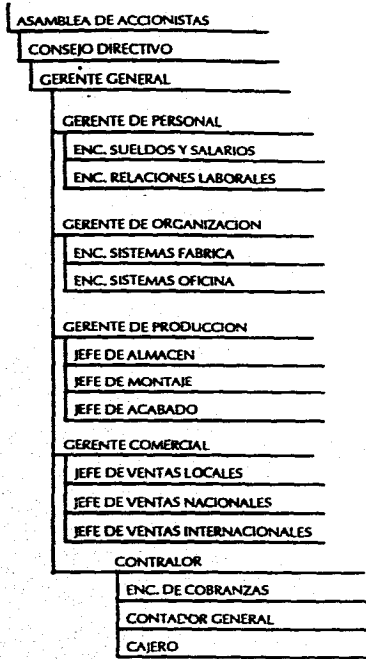 ASAMBLEA DE ACCIONISTAS
CONSEJO DIRECTIVO
GERENTE GENERAL
GERENTE DE PERSONAL
ENC. SUELDOS Y SALARIOS
ENC. RELACIONES LABORALES
GERENTE DE ORGANIZACION
ENC. SISTEMAS FABRICA
ENC. SISTEMAS OFICINA
GERENTE DE PRODUCCION
JEFE DE ALMACEN
JEFE DE MONTAJE
JEFE DE ACABADO
GERENTE COMERCIAL
JEFE DE VENTAS LOCALES
JEFE DE VENTAS NACIONALES
JEFE DE VENTAS INTERNACIONALES
CONTRALOR
ENC. DE COBRANZAS
CONTADOR GENERAL
CAJERO